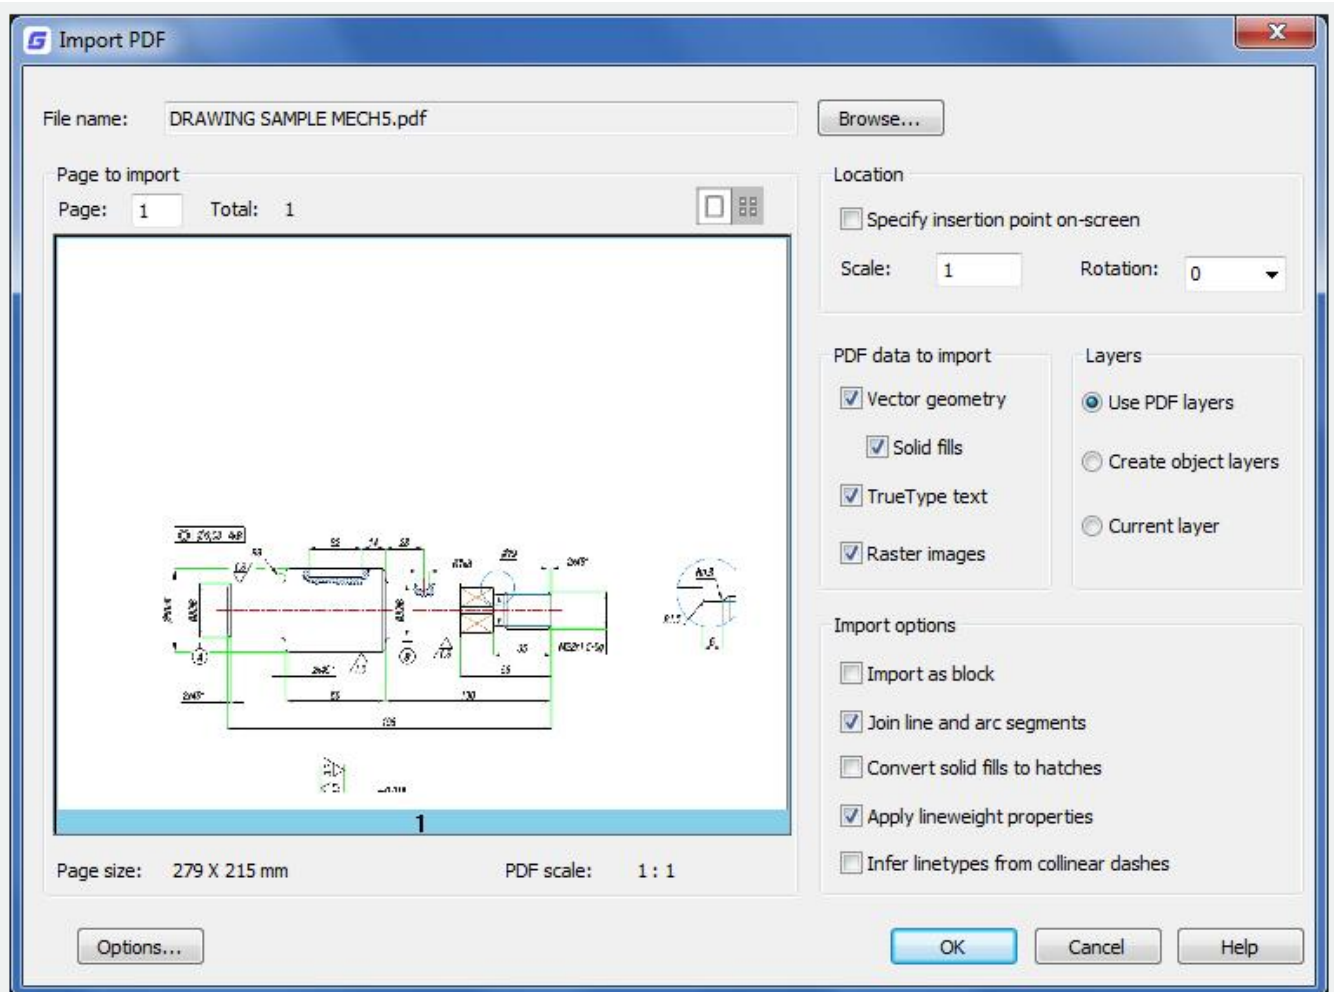 Import PDF
File name: DRAWING SAMPLE MECH5.pdf Browse...
Page to import
Page: 1 Total: 1
Location
Specify insertion point on-screen
Scale: 1 Rotation: 0
PDF data to import
Vector geometry
Solid fills
TrueType text
Raster images
Layers
Use PDF layers
Create object layers
Current layer
Import options
Import as block
Join line and arc segments
Convert solid fills to hatches
Apply lineweight properties
Infer linetypes from collinear dashes
1
Page size: 279 X 215 mm PDF scale: 1 : 1
Options... OK Cancel Help